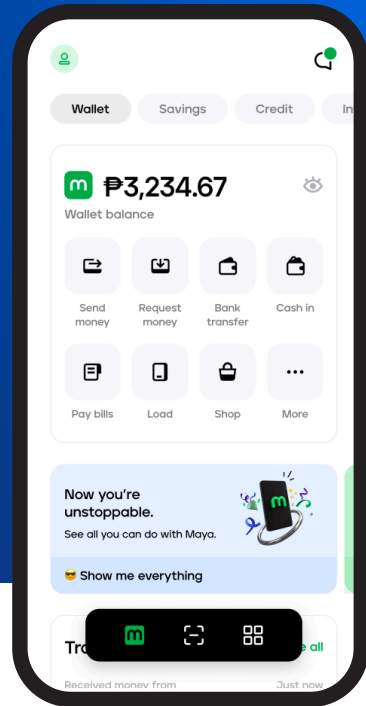 Wallet Savings Credit In
m ₱3,234.67
Wallet balance
Send money
Request money
Bank transfer
Cash in
Pay bills
Load
Shop
More
Now you're
unstoppable.
See all you can do with Maya.
😎 Show me everything
all
Received money from Just now